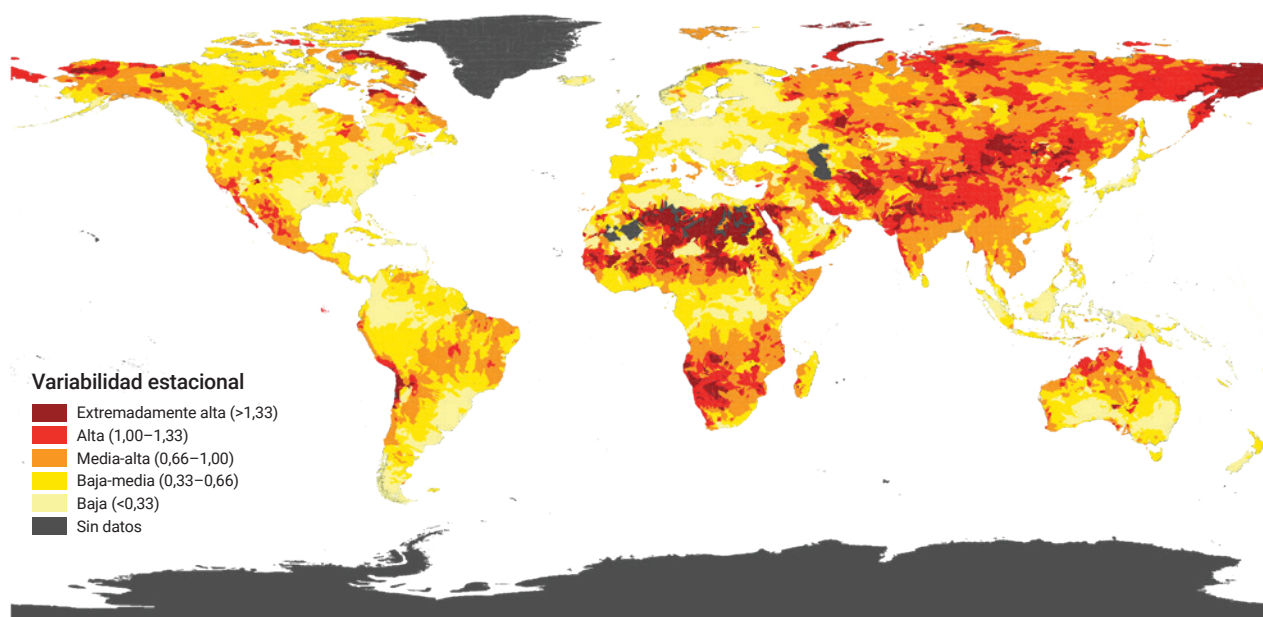 Variabilidad estacional
Extremadamente alta (>1,33)
Alta (1,00–1,33)
Media-alta (0,66–1,00)
Baja-media (0,33–0,66)
Baja (<0,33)
Sin datos